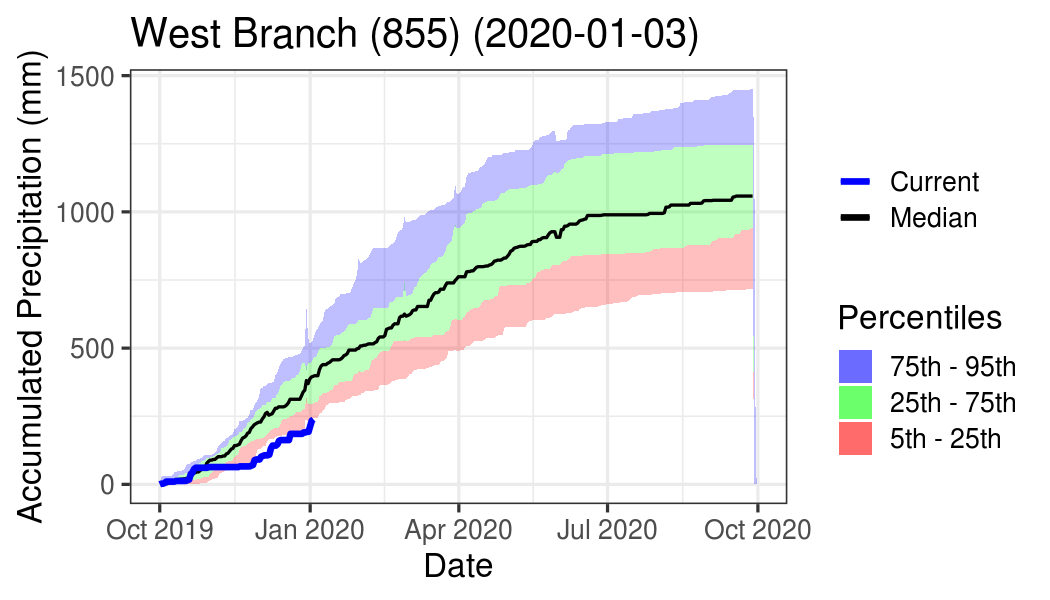 West Branch (855) (2020-01-03)
Accumulated Precipitation (mm)
1500
1000
500
0
Oct 2019
Jan 2020
Apr 2020
Jul 2020
Oct 2020
Date
Current
Median
Percentiles
75th - 95th
25th - 75th
5th - 25th